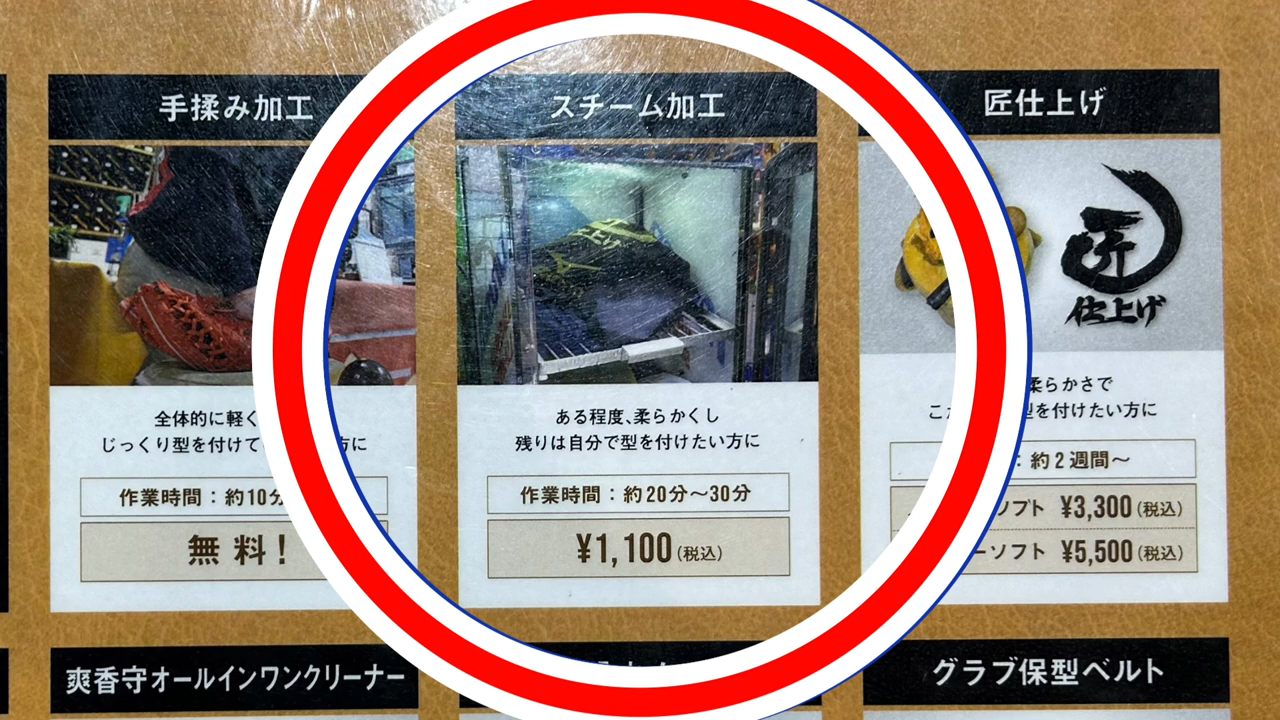 手揉み加工
全体的に軽く
じっくり型を付けて 方に
作業時間：約10分
無料！
スチーム加工
ある程度、柔らかくし
残りは自分で型を付けたい方に
作業時間：約20分～30分
¥1,100(税込)
匠仕上げ
匠
仕上げ
柔らかさで
こ 型を付けたい方に
：約2週間～
ソフト ¥3,300(税込)
ーソフト ¥5,500(税込)
爽香守オールインワンクリーナー
グラブ保型ベルト